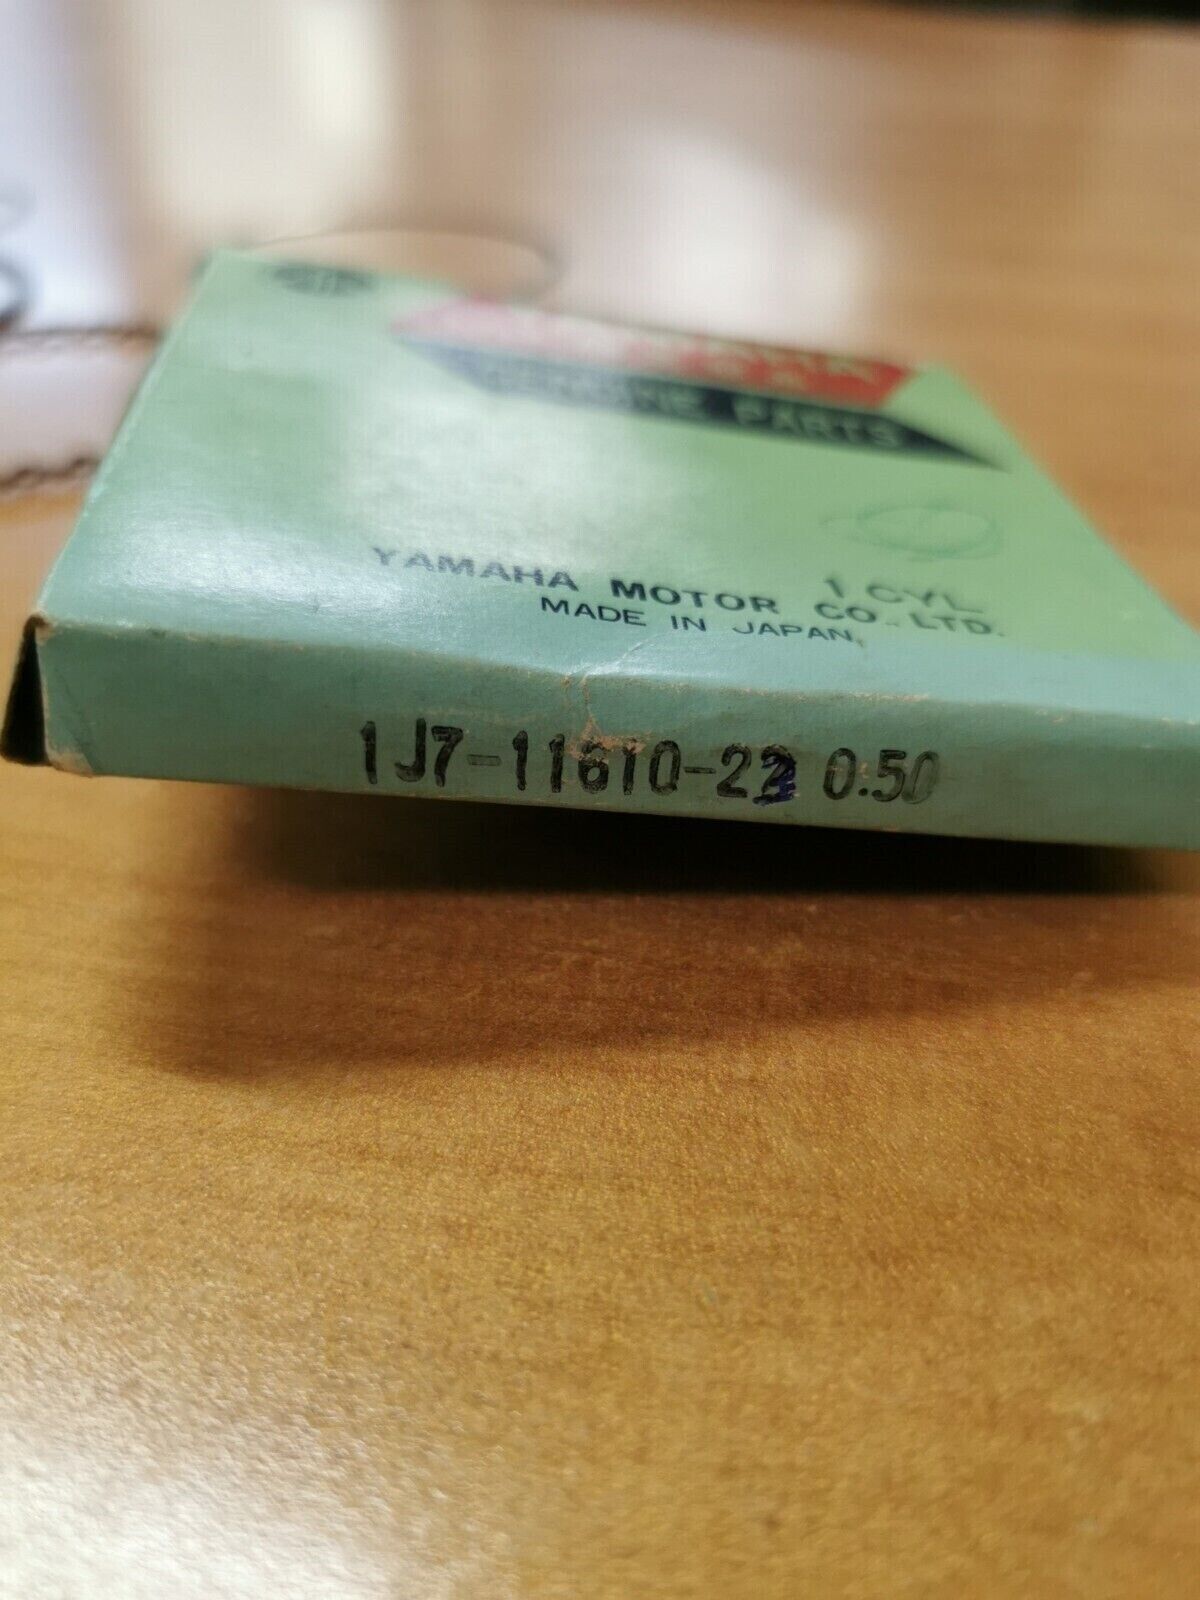 GENUINE PARTS
1 CYL
YAMAHA MOTOR CO., LTD.
MADE IN JAPAN.
1J7-11610-22 0.50